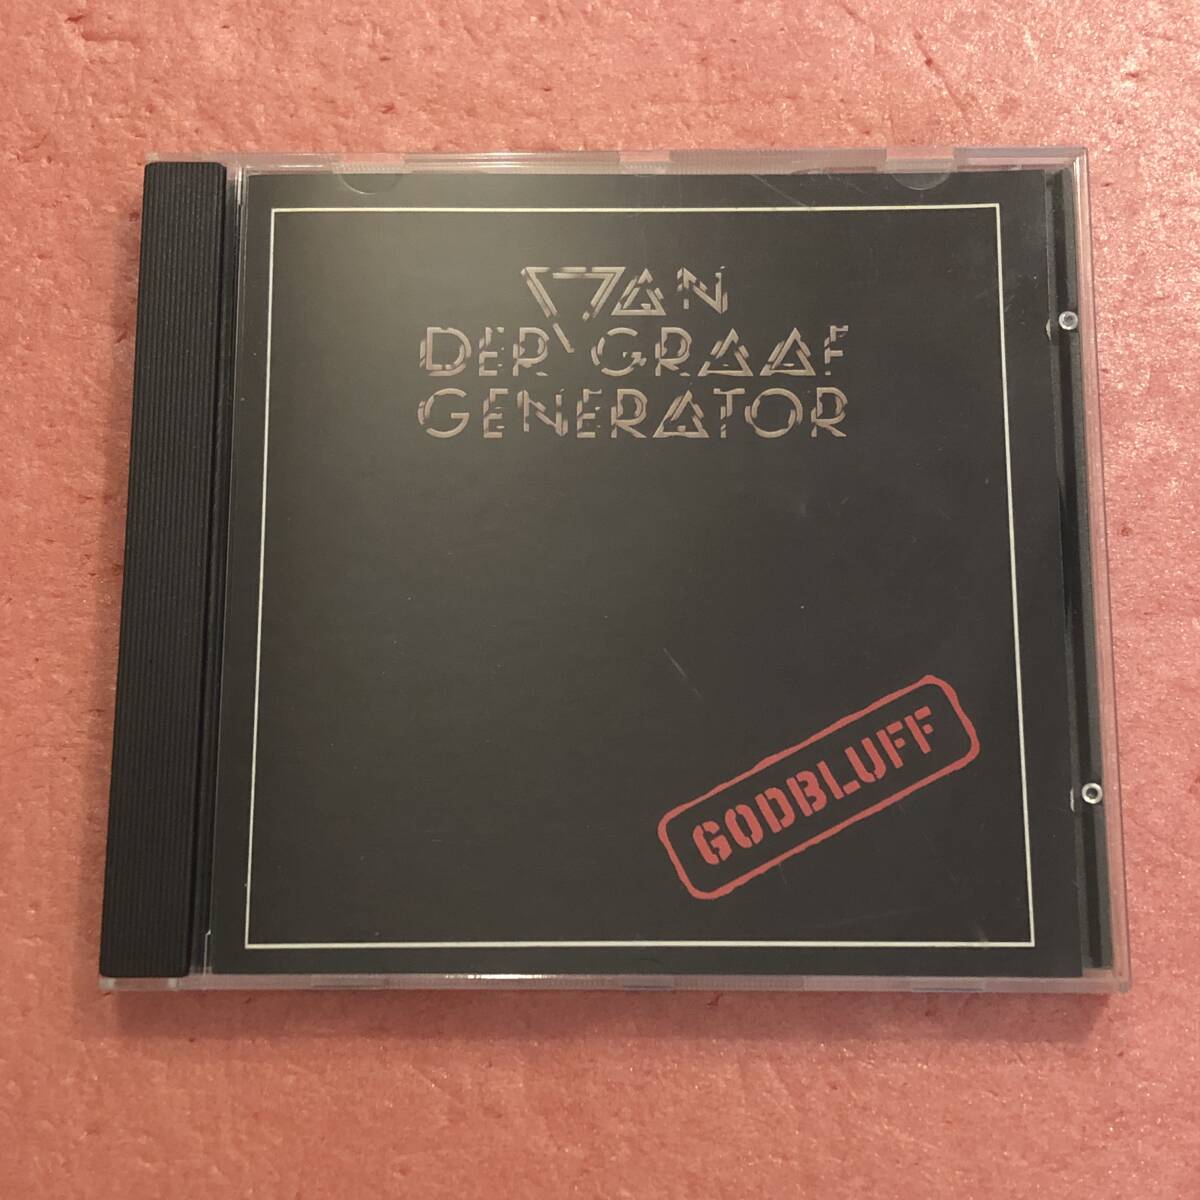 VAN
DER GRAAF
GENERATOR
GODBLUFF